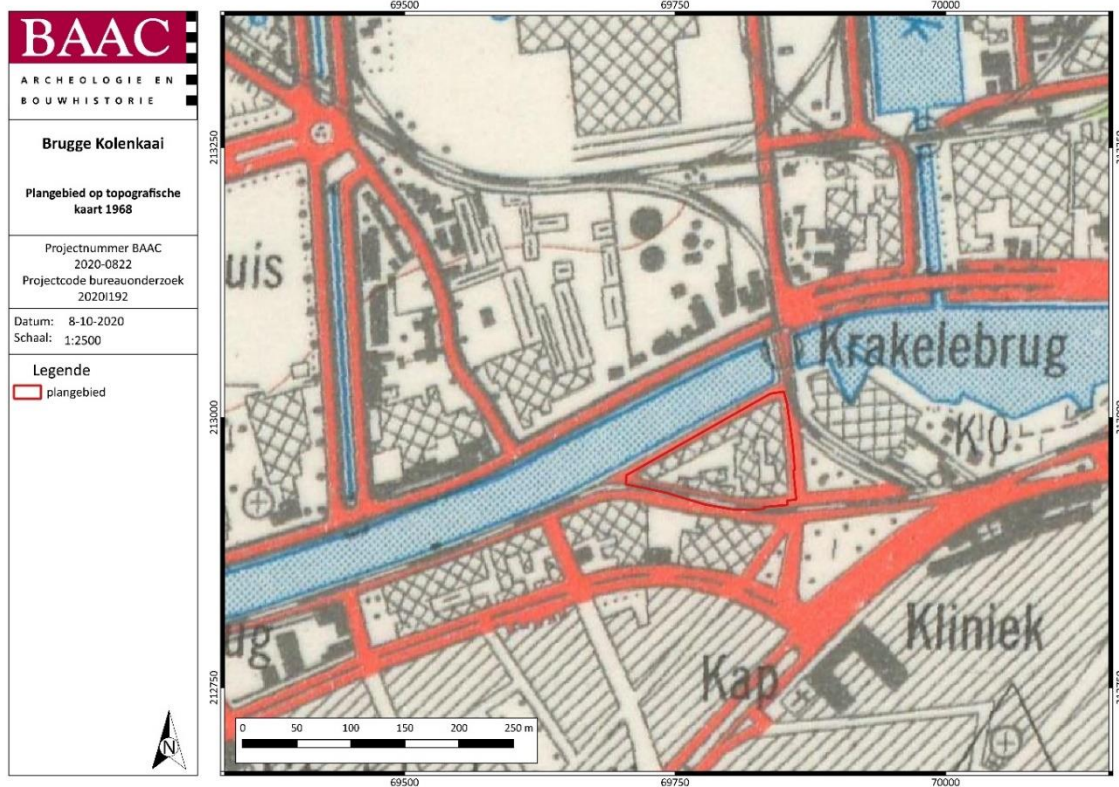 BAAC
ARCHEOLOGIE EN
BOUWHISTORIE
Brugge Kolenkaai
Plangebied op topografische
kaart 1968
Projectnummer BAAC
2020-0822
Projectcode bureauonderzoek
2020I192
Datum: 8-10-2020
Schaal: 1:2500
Legende
plangebied
N
69500 69750 70000
213250
213000
212750
uis
Krakelebrug
Kliniek
Kap
0 50 100 150 200 250 m
69500 69750 70000